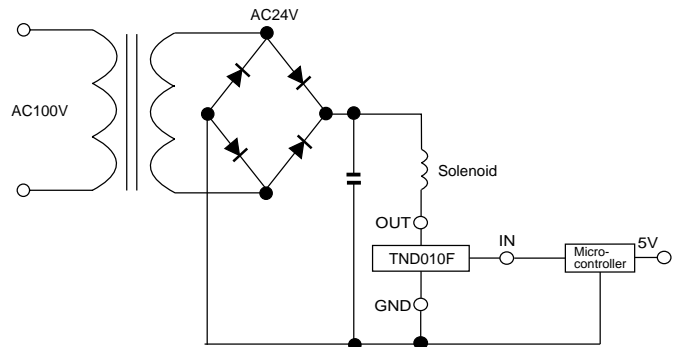 AC24V
AC100V
Solenoid
OUT
IN
5V
TND010F
Micro-
controller
GND